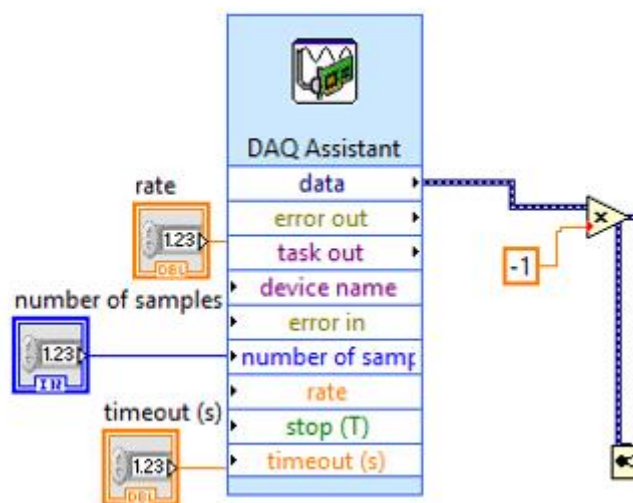 DAQ Assistant
data
error out
task out
device name
error in
number of samp
rate
stop (T)
timeout (s)
rate
1.23
DBL
number of samples
1.23
timeout (s)
1.23
DBL
x
-1